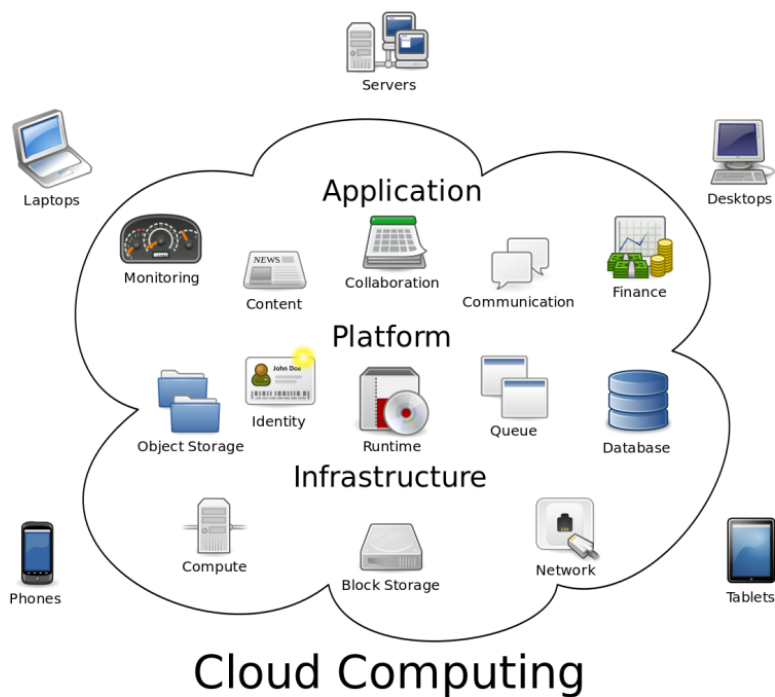 Servers
Laptops
Desktops
Application
Monitoring
NEWS
Content
Collaboration
Communication
Finance
Platform
Object Storage
John Doe
Identity
Runtime
Queue
Database
Infrastructure
Compute
Block Storage
Network
Phones
Tablets
Cloud Computing